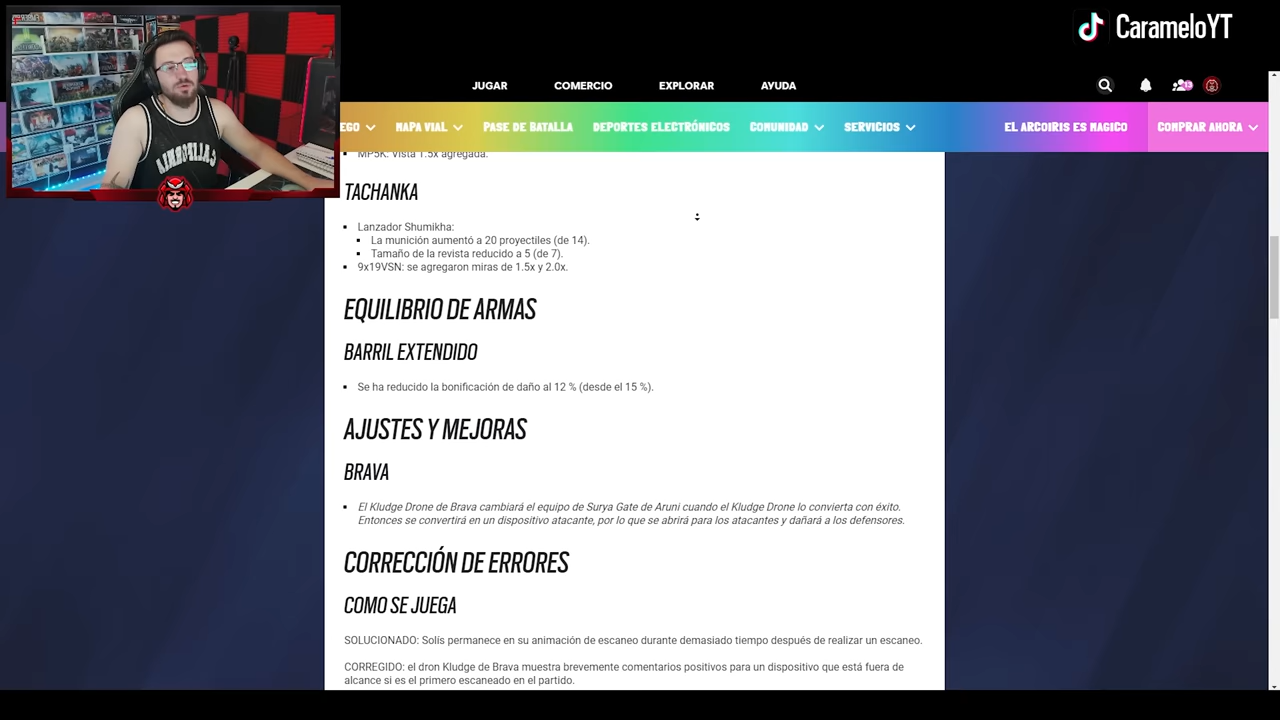 CarameloYT
JUGAR COMERCIO EXPLORAR AYUDA
EGO MAPA VIAL PASE DE BATALLA DEPORTES ELECTRÓNICOS COMUNIDAD SERVICIOS EL ARCOIRIS ES MAGICO COMPRAR AHORA
MP5K: Vista 1.5x agregada.
CALIFORNIA
TACHANKA
Lanzador Shumikha:
La munición aumentó a 20 proyectiles (de 14).
Tamaño de la revista reducido a 5 (de 7).
9x19VSN: se agregaron miras de 1.5x y 2.0x.
EQUILIBRIO DE ARMAS
BARRIL EXTENDIDO
Se ha reducido la bonificación de daño al 12 % (desde el 15 %).
AJUSTES Y MEJORAS
BRAVA
El Kludge Drone de Brava cambiará el equipo de Surya Gate de Aruni cuando el Kludge Drone lo convierta con éxito.
Entonces se convertirá en un dispositivo atacante, por lo que se abrirá para los atacantes y dañará a los defensores.
CORRECCIÓN DE ERRORES
COMO SE JUEGA
SOLUCIONADO: Solís permanece en su animación de escaneo durante demasiado tiempo después de realizar un escaneo.
CORREGIDO: el dron Kludge de Brava muestra brevemente comentarios positivos para un dispositivo que está fuera de
alcance si es el primero escaneado en el partido.